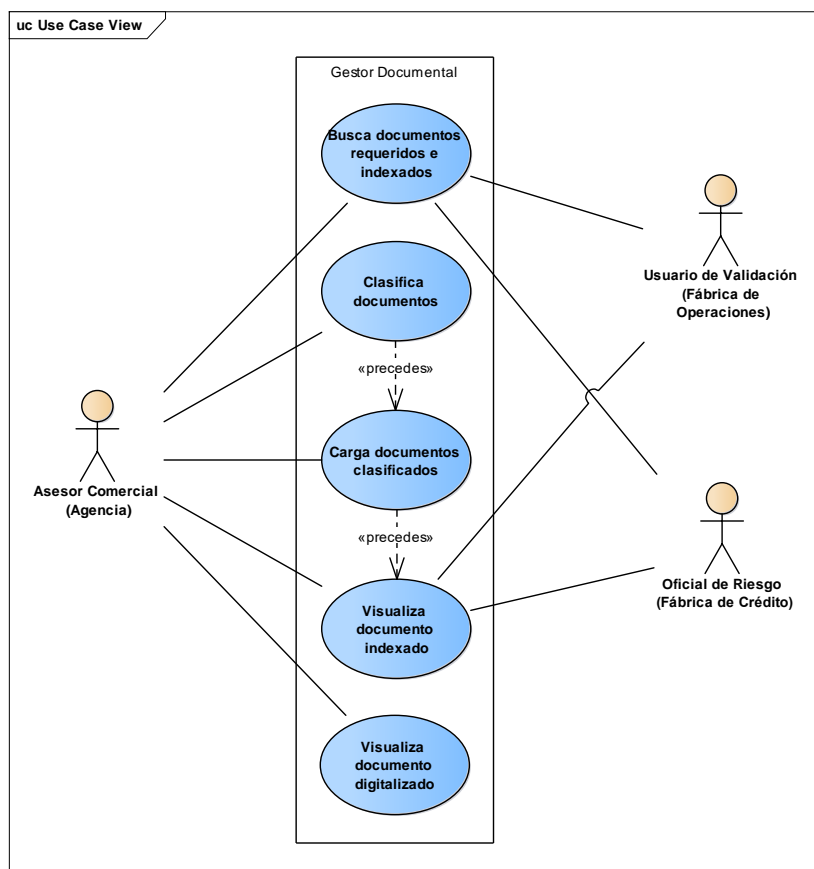 uc Use Case View
Gestor Documental
Busca documentos
requeridos e
indexados
Clasifica
documentos
«precedes»
Carga documentos
clasificados
«precedes»
Visualiza
documento
indexado
Visualiza
documento
digitalizado
Asesor Comercial
(Agencia)
Usuario de Validación
(Fábrica de
Operaciones)
Oficial de Riesgo
(Fábrica de Crédito)